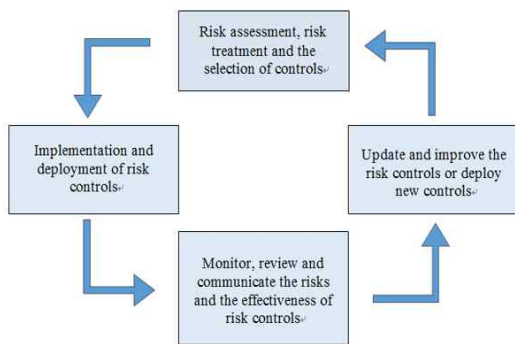 Risk assessment, risk
treatment and the
selection of controls
Implementation and
deployment of risk
controls
Update and improve the
risk controls or deploy
new controls
Monitor, review and
communicate the risks
and the effectiveness of
risk controls